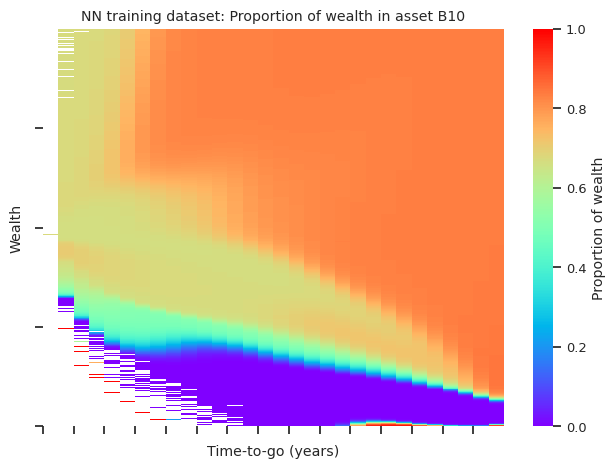 NN training dataset: Proportion of wealth in asset B10
Wealth
Time-to-go (years)
1.0
0.8
0.6
0.4
0.2
0.0
Proportion of wealth